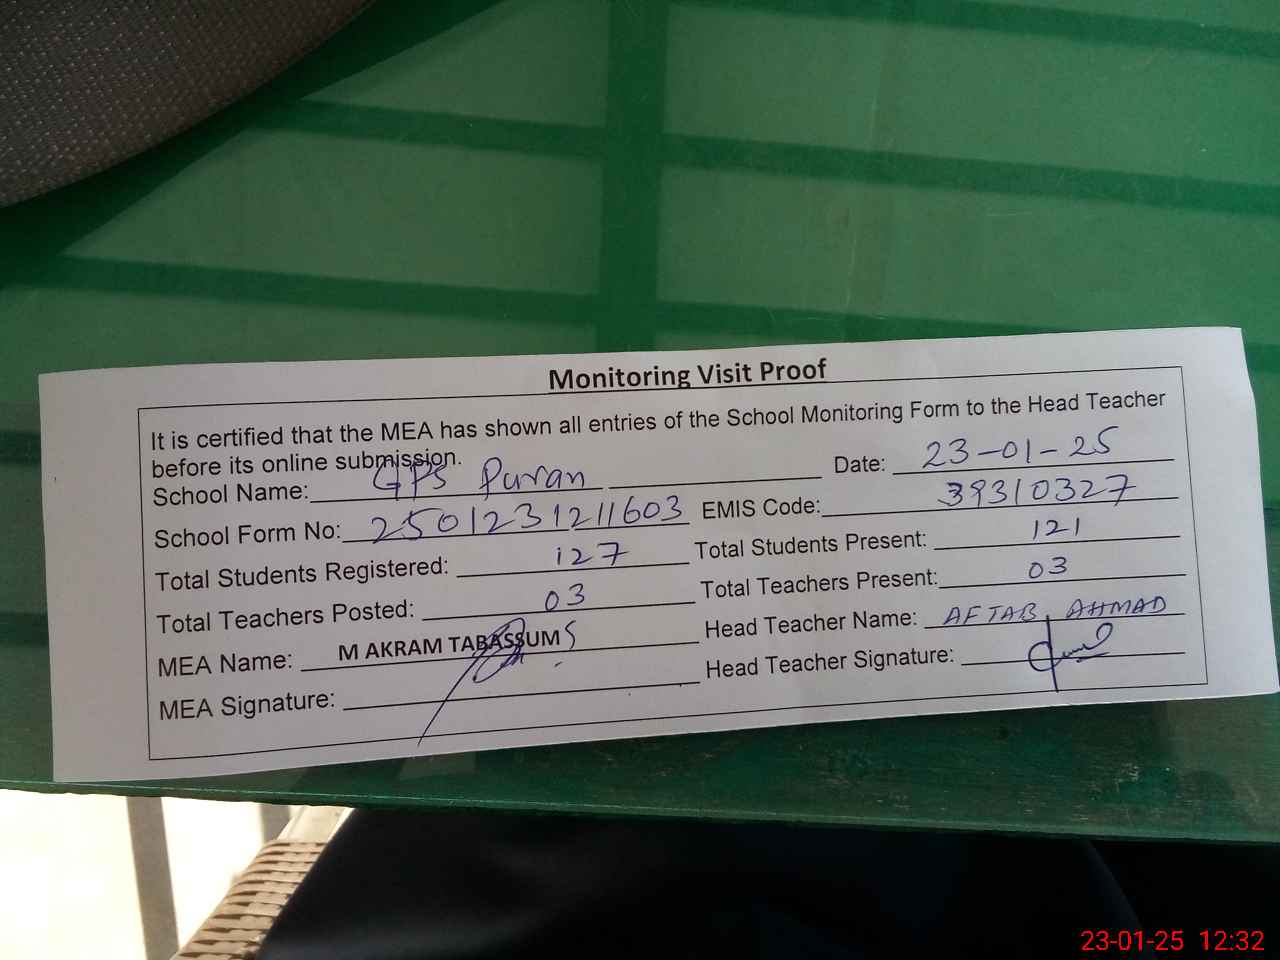 Monitoring Visit Proof
It is certified that the MEA has shown all entries of the School Monitoring Form to the Head Teacher
before its online submission.
School Name: GPS Puran Date: 23-01-25
School Form No: 2501231211603 EMIS Code: 39310327
Total Students Registered: 127 Total Students Present: 121
Total Teachers Posted: 03 Total Teachers Present: 03
MEA Name: M AKRAM TABASSUM Head Teacher Name: AFTAB AHMAD
MEA Signature: Head Teacher Signature:
23-01-25 12:32